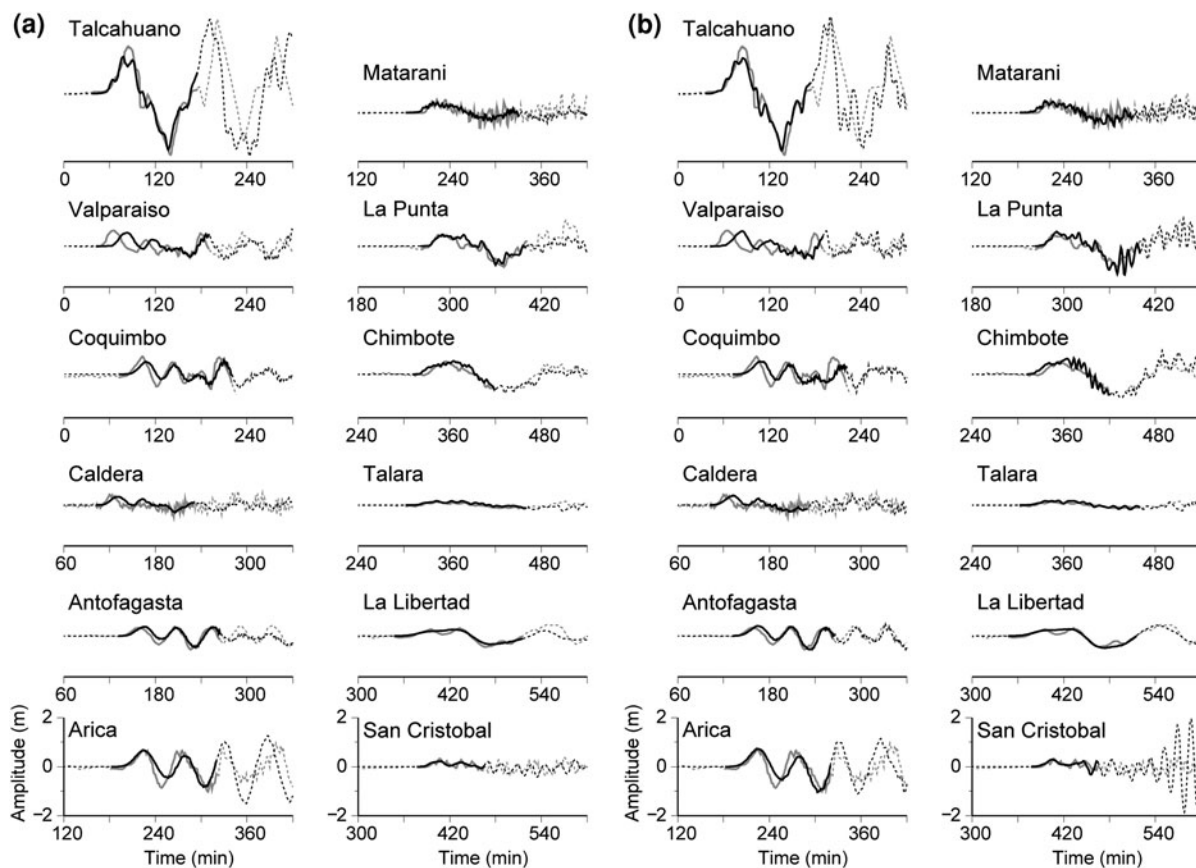 (a)
Talcahuano
0 120 240
Valparaiso
0 120 240
Coquimbo
0 120 240
Caldera
60 180 300
Antofagasta
60 180 300
Arica
Amplitude (m)
2
0
−2
120 240 360
Time (min)
Matarani
120 240 360
La Punta
180 300 420
Chimbote
240 360 480
Talara
240 360 480
La Libertad
300 420 540
San Cristobal
2
0
−2
300 420 540
Time (min)
(b)
Talcahuano
0 120 240
Valparaiso
0 120 240
Coquimbo
0 120 240
Caldera
60 180 300
Antofagasta
60 180 300
Arica
Amplitude (m)
2
0
−2
120 240 360
Time (min)
Matarani
120 240 360
La Punta
180 300 420
Chimbote
240 360 480
Talara
240 360 480
La Libertad
300 420 540
San Cristobal
2
0
−2
300 420 540
Time (min)